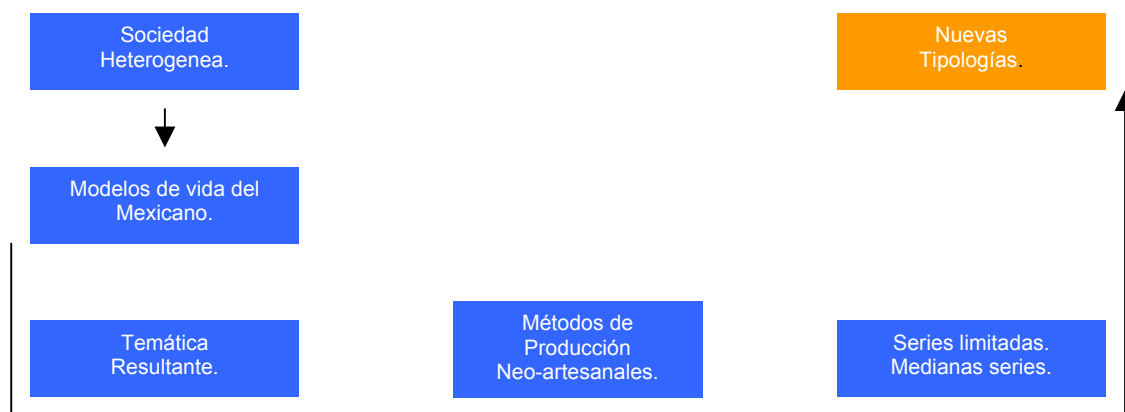 Sociedad
Heterogenea.
Nuevas
Tipologías.
Modelos de vida del
Mexicano.
Temática
Resultante.
Métodos de
Producción
Neo-artesanales.
Series limitadas.
Medianas series.